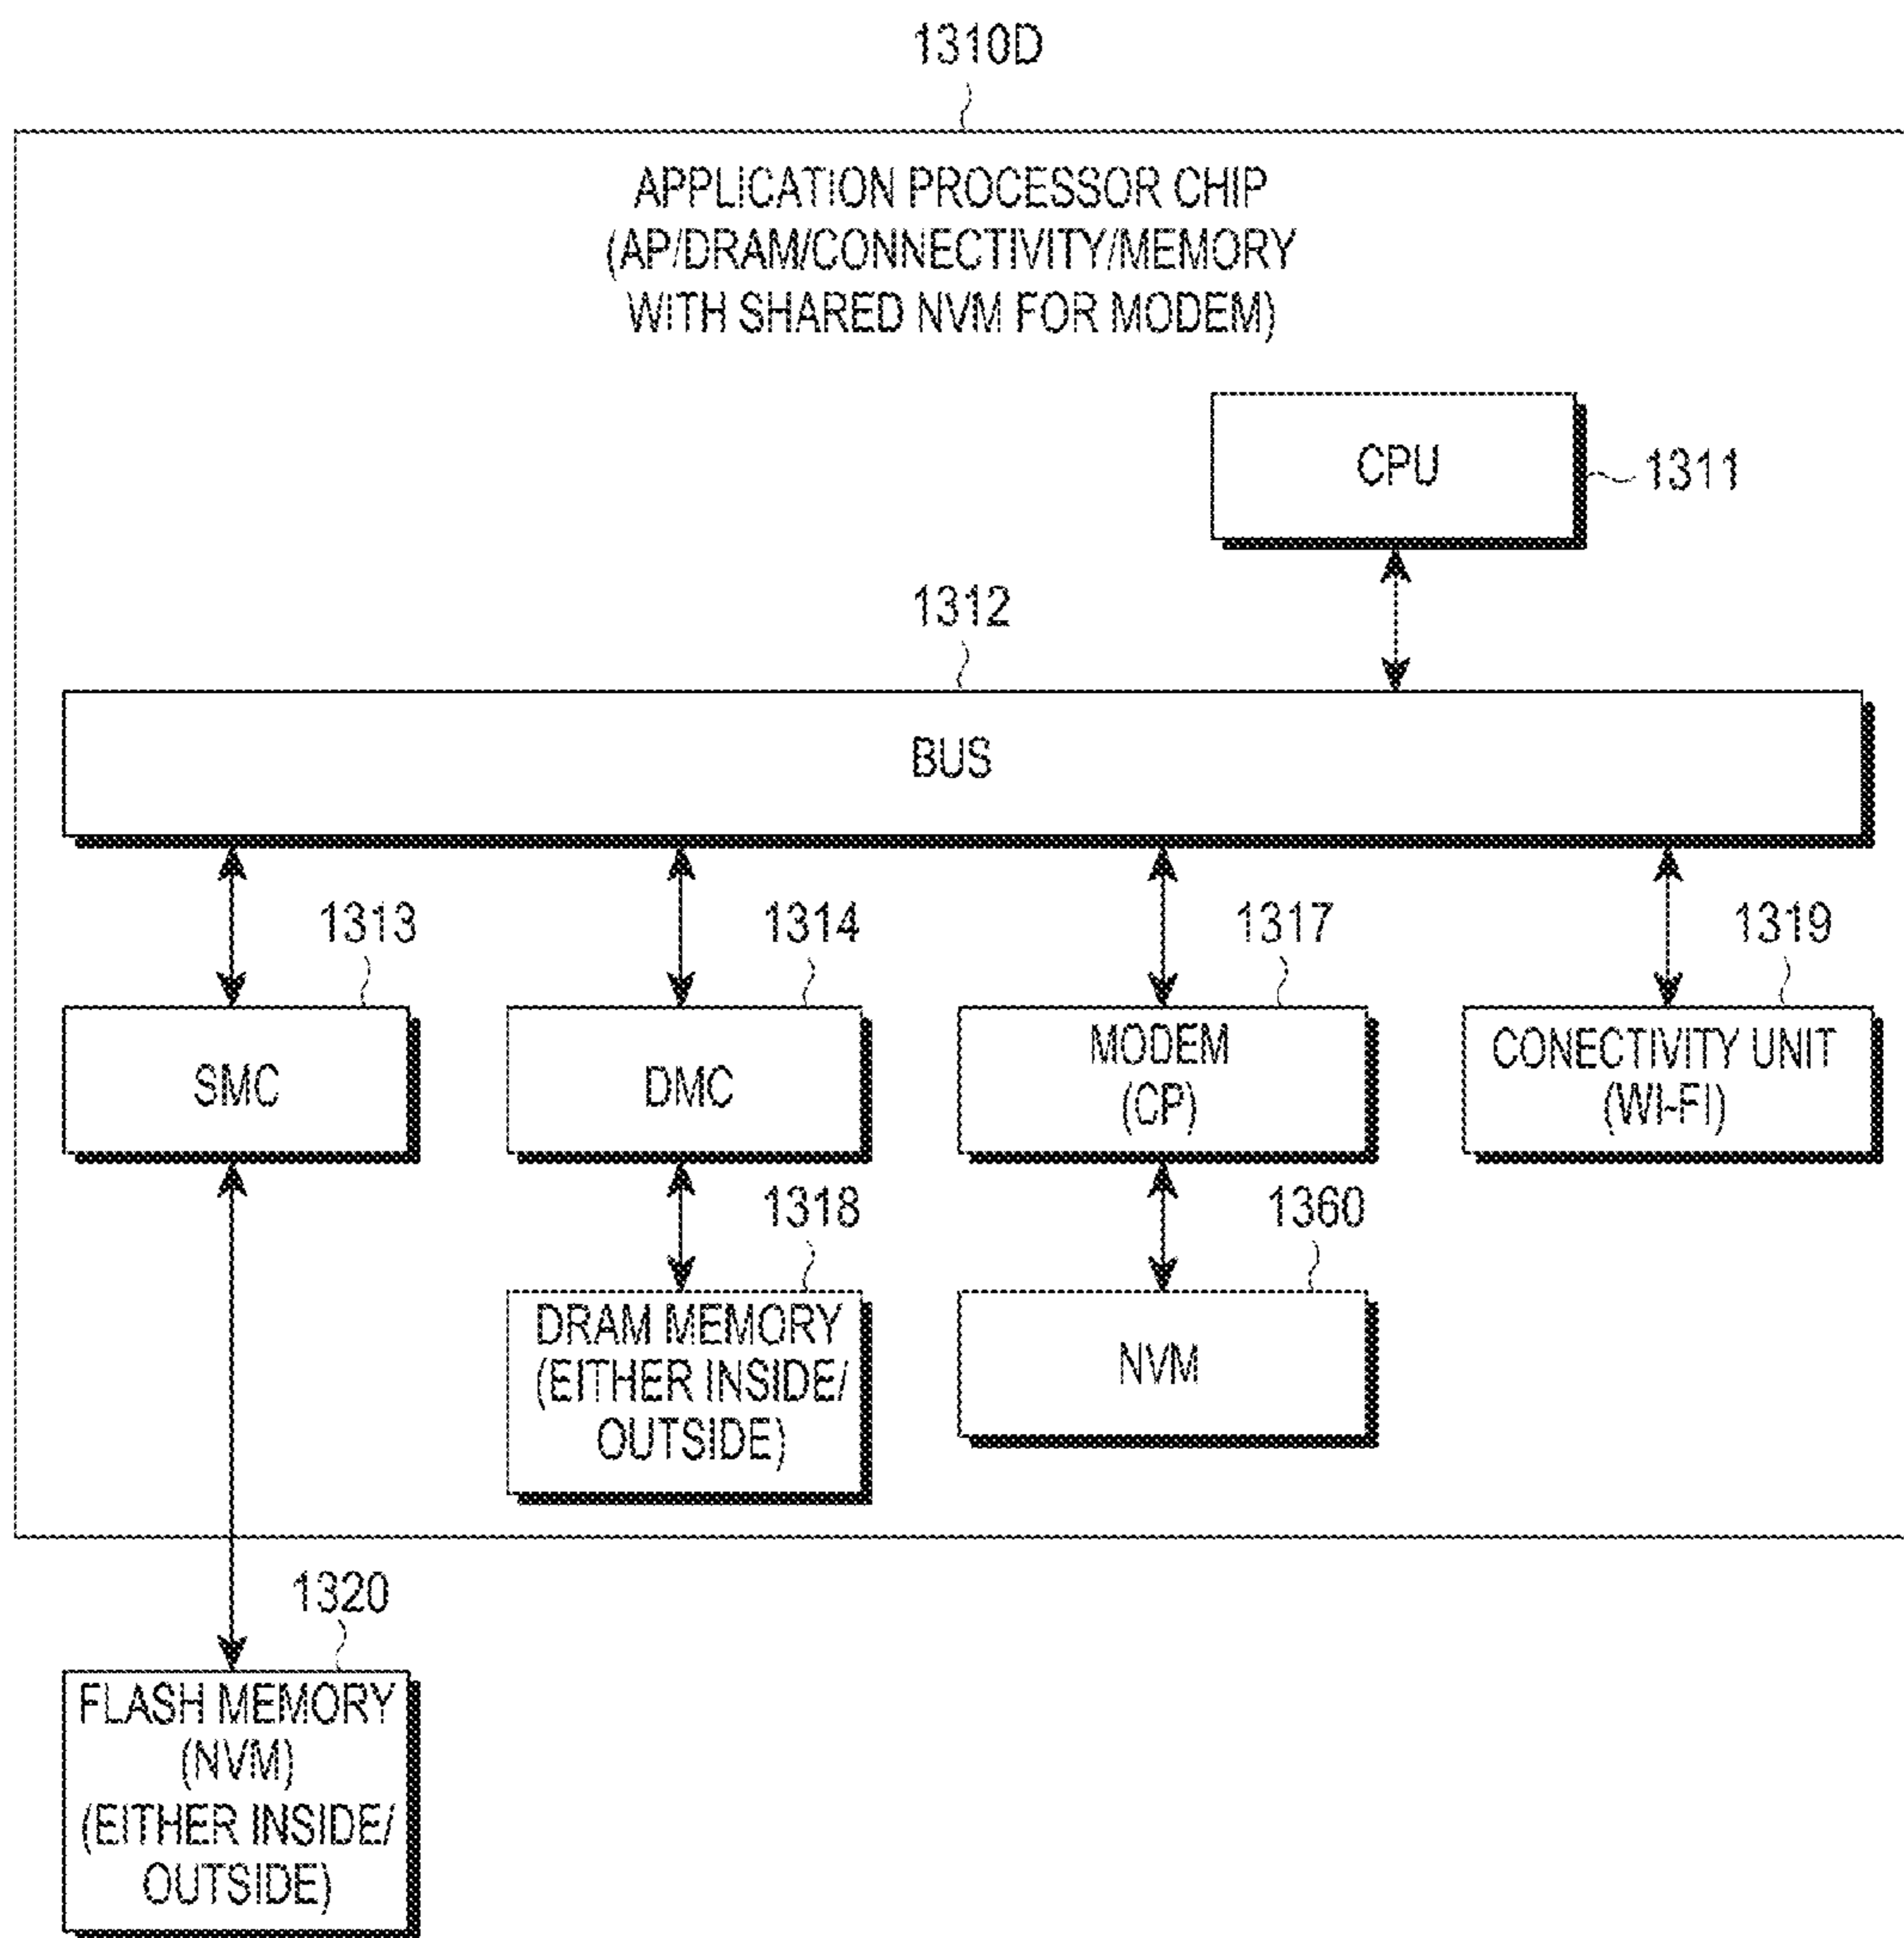 1310D
APPLICATION PROCESSOR CHIP
(AP/DRAM/CONNECTIVITY/MEMORY
WITH SHARED NVM FOR MODEM)
CPU
1311
1312
BUS
1313
1314
1317
1319
SMC
DMC
MODEM
(CP)
CONECTIVITY UNIT
(WI-FI)
1318
1360
DRAM MEMORY
(EITHER INSIDE/
OUTSIDE)
NVM
1320
FLASH MEMORY
(NVM)
(EITHER INSIDE/
OUTSIDE)